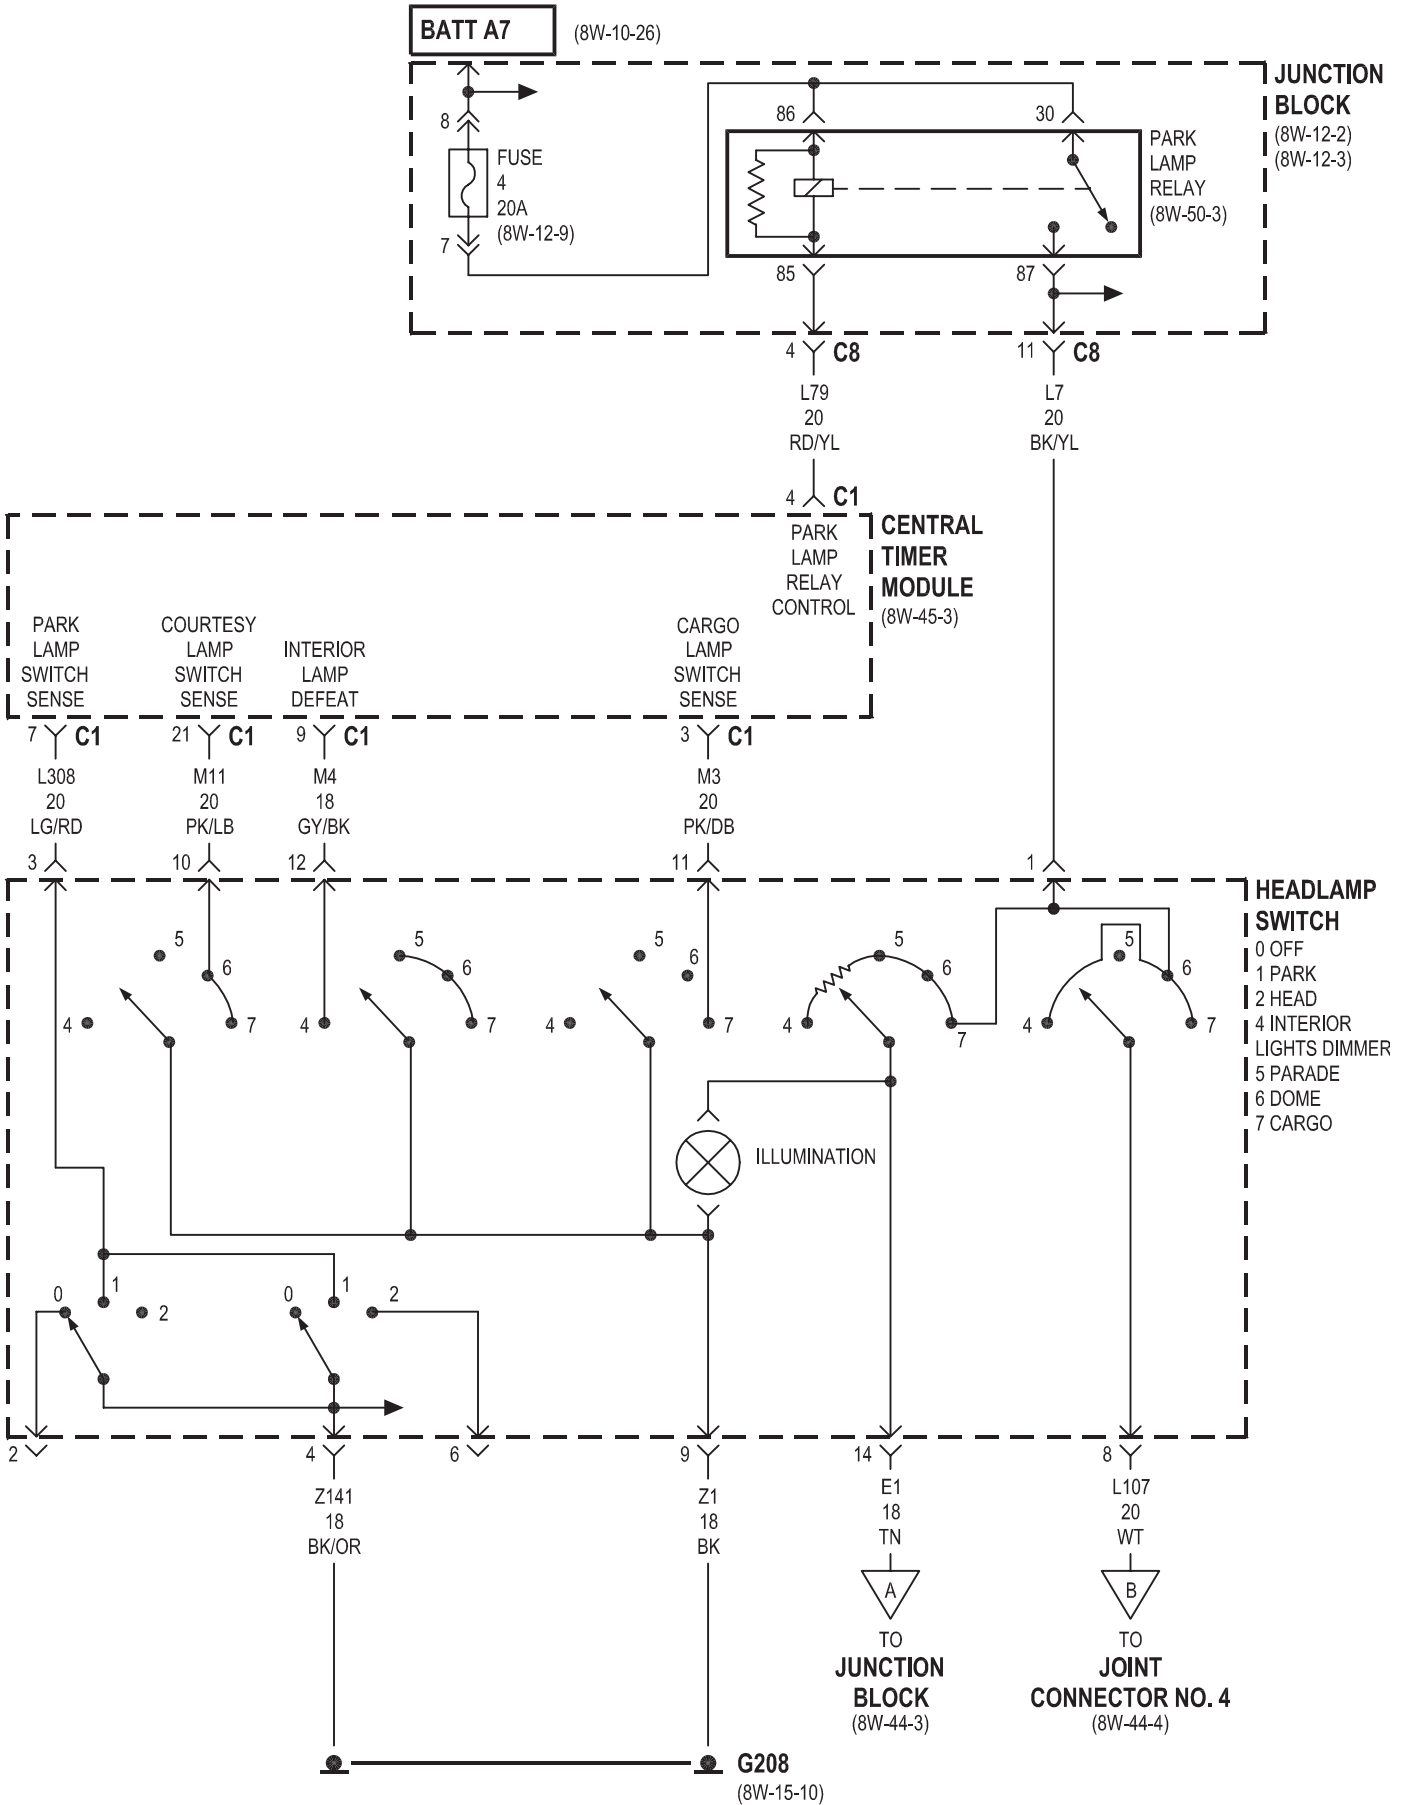 BATT A7
(8W-10-26)
JUNCTION
BLOCK
(8W-12-2)
(8W-12-3)
8
FUSE
4
20A
(8W-12-9)
7
86
30
PARK
LAMP
RELAY
(8W-50-3)
85
87
4 C8
11 C8
L79
20
RD/YL
L7
20
BK/YL
4 C1
PARK
LAMP
RELAY
CONTROL
CENTRAL
TIMER
MODULE
(8W-45-3)
PARK
LAMP
SWITCH
SENSE
COURTESY
LAMP
SWITCH
SENSE
INTERIOR
LAMP
DEFEAT
CARGO
LAMP
SWITCH
SENSE
7 C1
21 C1
9 C1
3 C1
L308
20
LG/RD
M11
20
PK/LB
M4
18
GY/BK
M3
20
PK/DB
3
10
12
11
1
HEADLAMP
SWITCH
0 OFF
1 PARK
2 HEAD
4 INTERIOR
LIGHTS DIMMER
5 PARADE
6 DOME
7 CARGO
4
5
6
7
4
5
6
7
4
5
6
7
4
5
6
7
4
5
6
7
ILLUMINATION
0
1
2
0
1
2
2
4
6
9
14
8
Z141
18
BK/OR
Z1
18
BK
E1
18
TN
L107
20
WT
A
B
TO
JUNCTION
BLOCK
(8W-44-3)
TO
JOINT
CONNECTOR NO. 4
(8W-44-4)
G208
(8W-15-10)